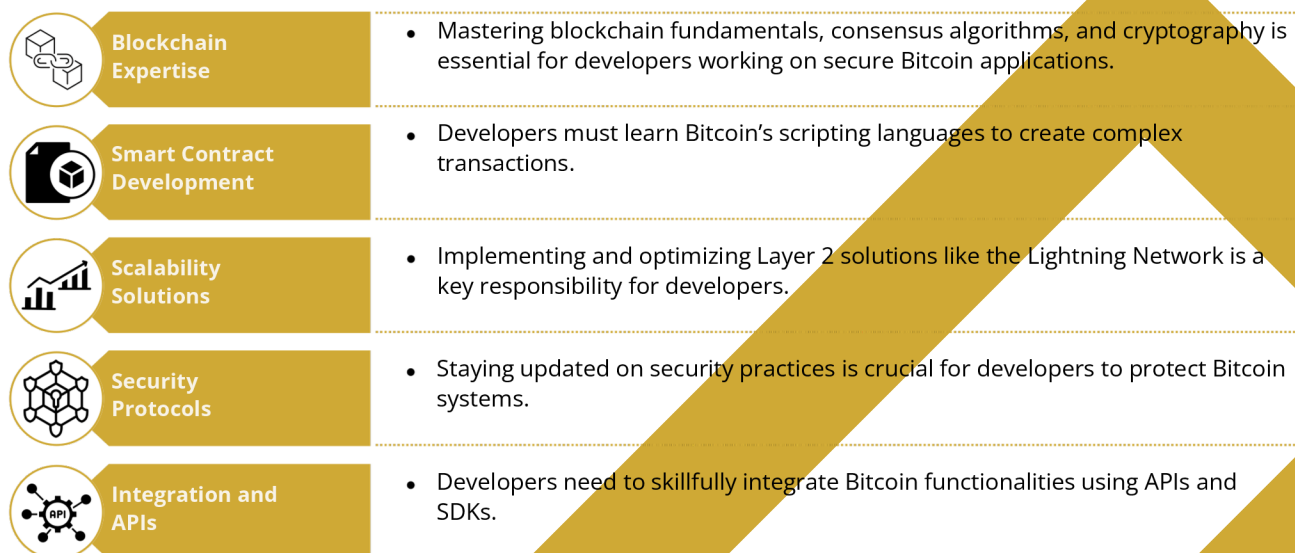 Blockchain
Expertise
• Mastering blockchain fundamentals, consensus algorithms, and cryptography is
essential for developers working on secure Bitcoin applications.
Smart Contract
Development
• Developers must learn Bitcoin’s scripting languages to create complex
transactions.
Scalability
Solutions
• Implementing and optimizing Layer 2 solutions like the Lightning Network is a
key responsibility for developers.
Security
Protocols
• Staying updated on security practices is crucial for developers to protect Bitcoin
systems.
API
Integration and
APIs
• Developers need to skillfully integrate Bitcoin functionalities using APIs and
SDKs.